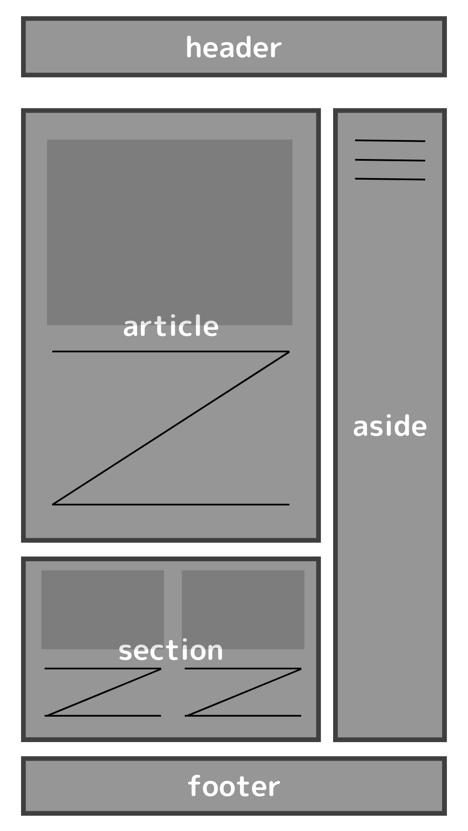 header
article
aside
section
footer